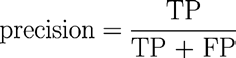 precision = TP / TP + FP